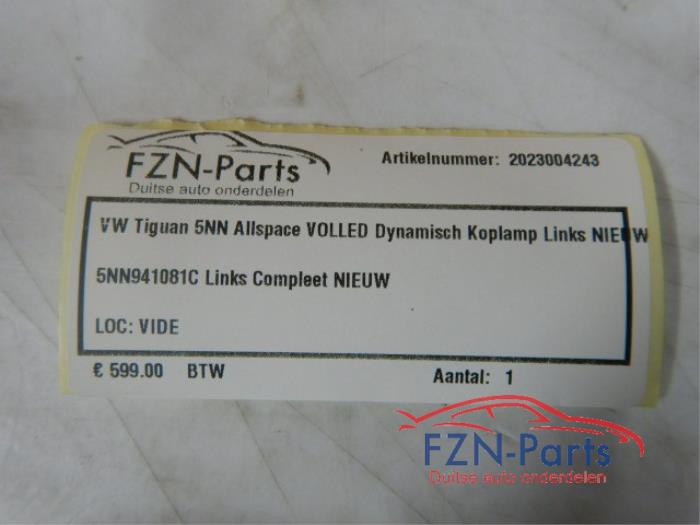 FZN-Parts
Duitse auto onderdelen
Artikelnummer: 2023004243
VW Tiguan 5NN Allspace VOLLED Dynamisch Koplamp Links NIEUW
5NN941081C Links Compleet NIEUW
LOC: VIDE
€ 599.00 BTW
Aantal: 1
FZN-Parts
Duitse auto onderdelen